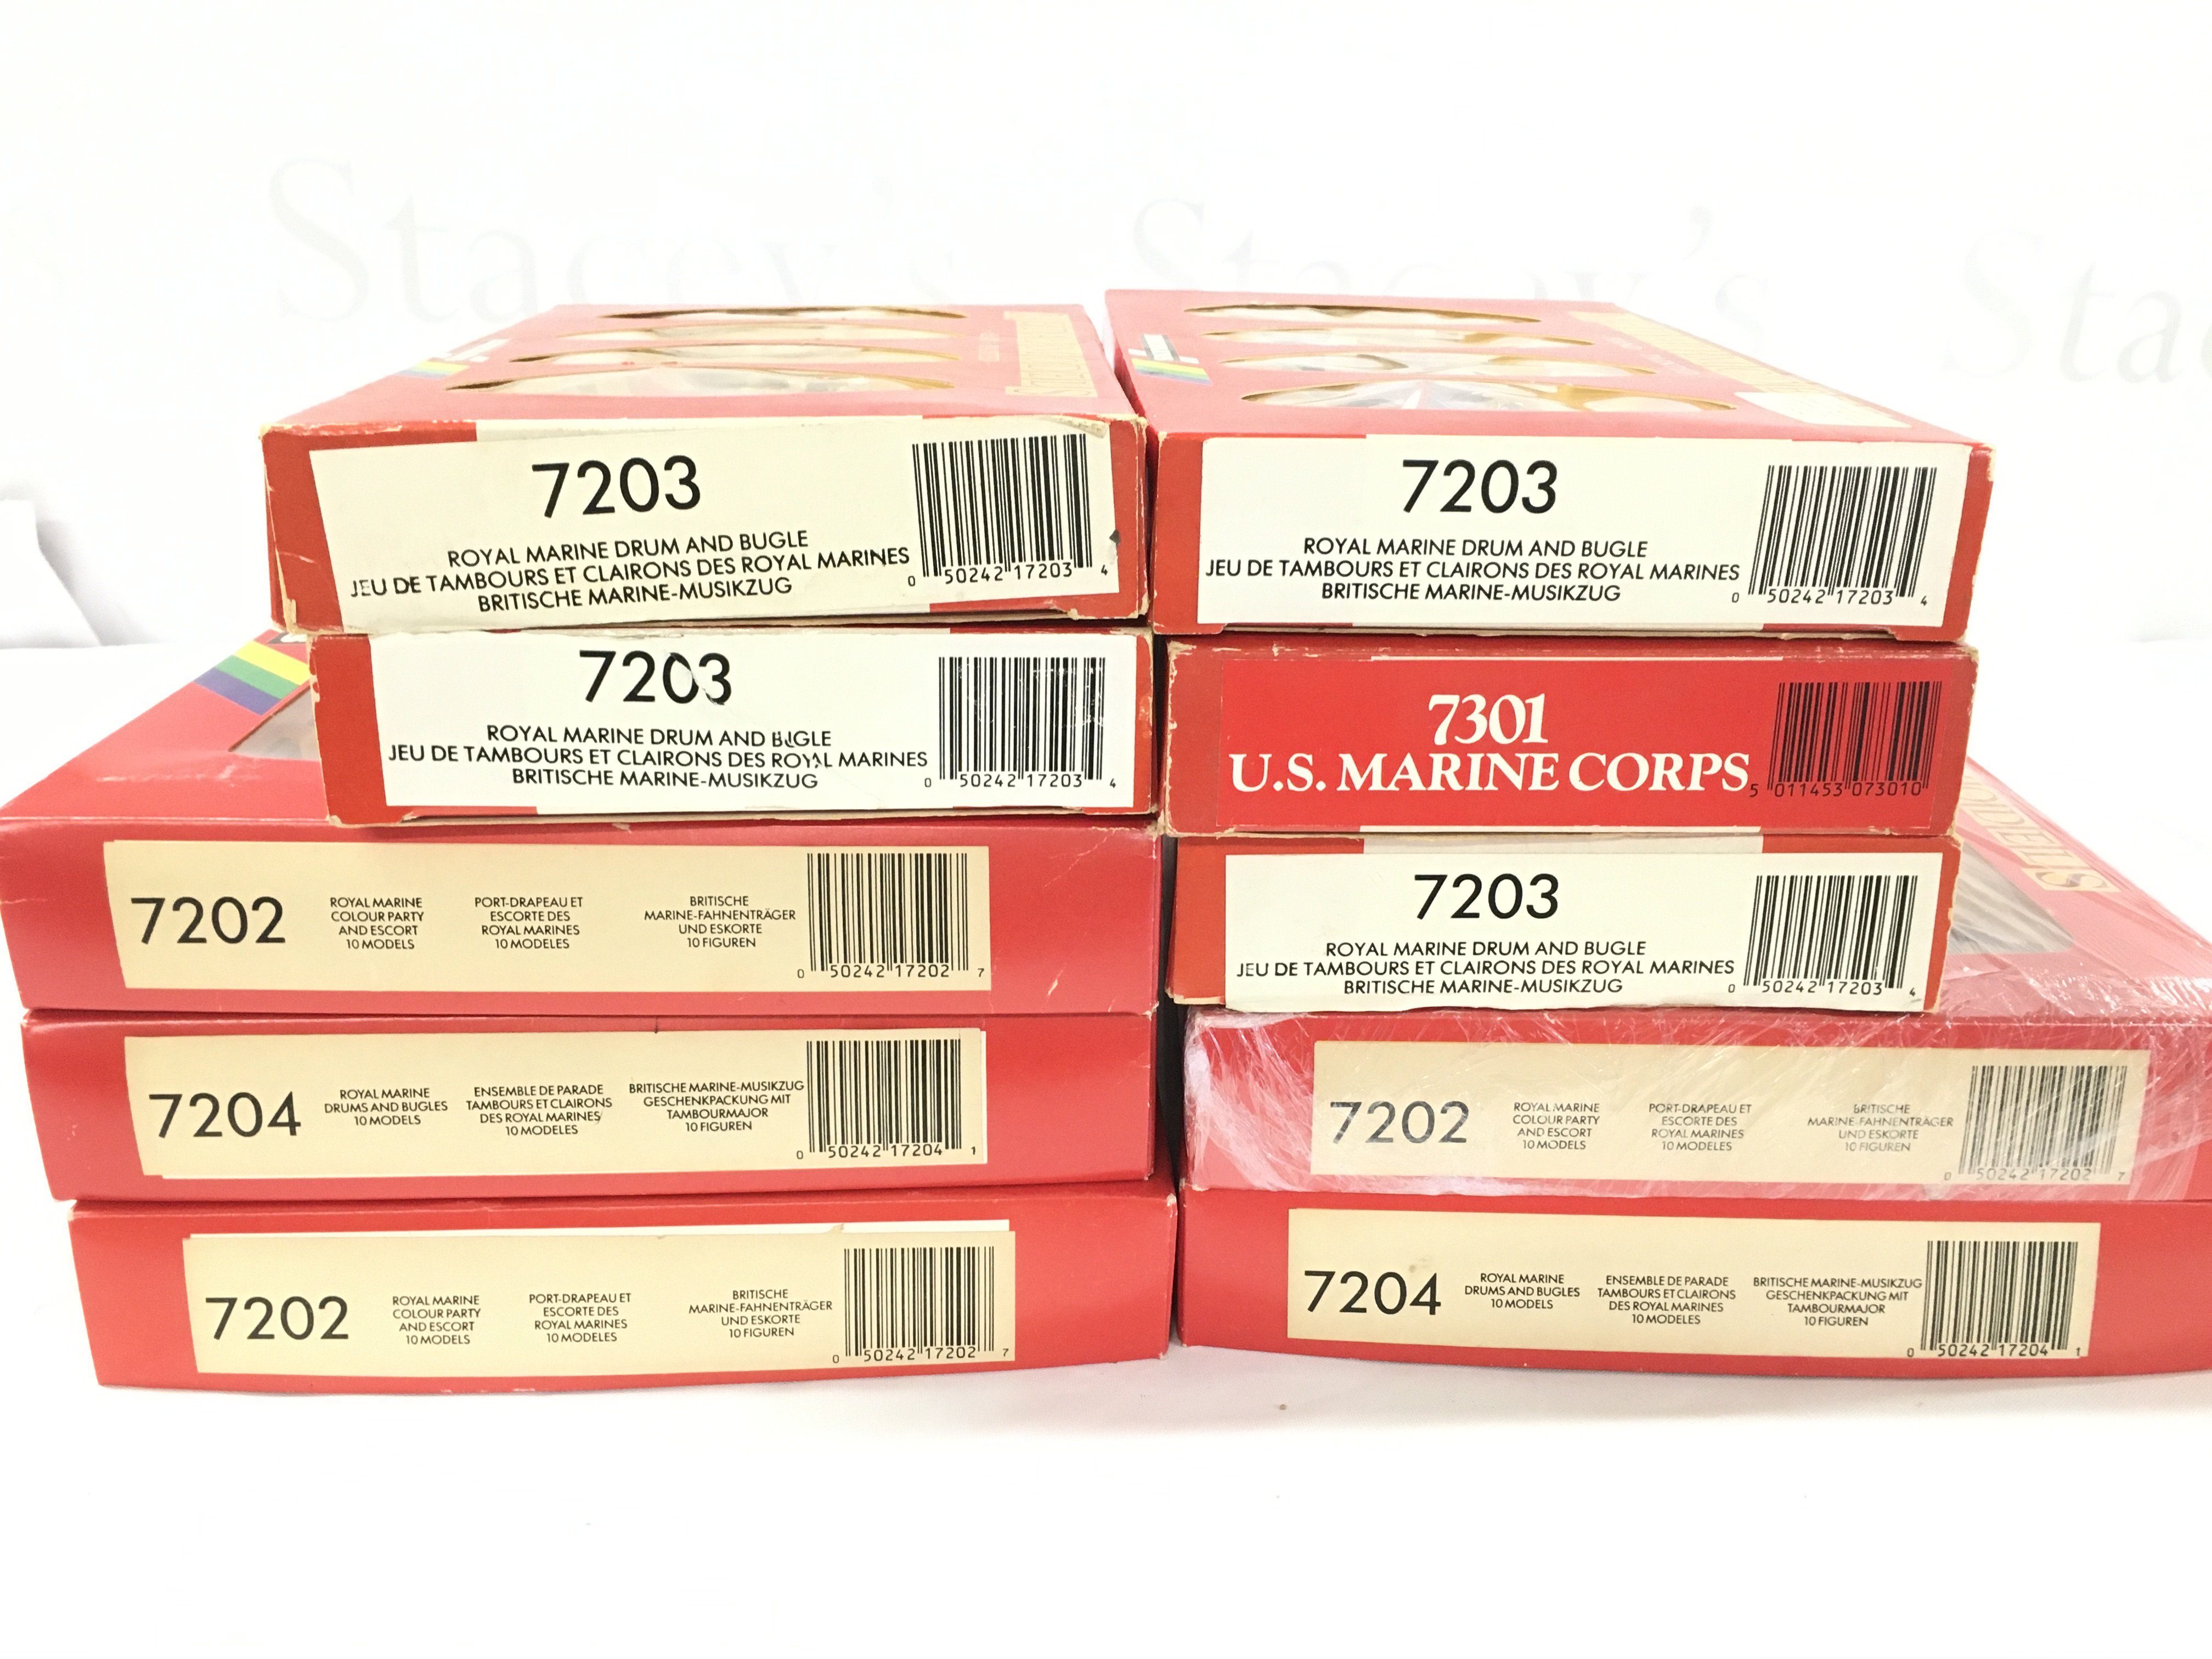 Stacey's
Stacey's
Stac
7203
ROYAL MARINE DRUM AND BUGLE
JEU DE TAMBOURS ET CLAIRONS DES ROYAL MARINES
BRITISCHE MARINE-MUSIKZUG
0 50242 17203 4
7203
ROYAL MARINE DRUM AND BUGLE
JEU DE TAMBOURS ET CLAIRONS DES ROYAL MARINES
BRITISCHE MARINE-MUSIKZUG
0 50242 17203 4
7203
ROYAL MARINE DRUM AND BUGLE
JEU DE TAMBOURS ET CLAIRONS DES ROYAL MARINES
BRITISCHE MARINE-MUSIKZUG
0 50242 17203 4
7301
U.S. MARINE CORPS
5 011453 073010
7202
ROYAL MARINE
COLOUR PARTY
AND ESCORT
10 MODELS
PORT-DRAPEAU ET
ESCORTE DES
ROYAL MARINES
10 MODELES
BRITISCHE
MARINE-FAHNENTRÄGER
UND ESKORTE
10 FIGUREN
0 50242 17202 7
7203
ROYAL MARINE DRUM AND BUGLE
JEU DE TAMBOURS ET CLAIRONS DES ROYAL MARINES
BRITISCHE MARINE-MUSIKZUG
0 50242 17203 4
7204
ROYAL MARINE
DRUMS AND BUGLES
10 MODELS
ENSEMBLE DE PARADE
TAMBOURS ET CLAIRONS
DES ROYAL MARINES
10 MODELES
BRITISCHE MARINE-MUSIKZUG
GESCHENKPACKUNG MIT
TAMBOURMAJOR
10 FIGUREN
0 50242 17204 1
7202
ROYAL MARINE
COLOUR PARTY
AND ESCORT
10 MODELS
PORT-DRAPEAU ET
ESCORTE DES
ROYAL MARINES
10 MODELES
BRITISCHE
MARINE-FAHNENTRÄGER
UND ESKORTE
10 FIGUREN
0 50242 17202 7
7202
ROYAL MARINE
COLOUR PARTY
AND ESCORT
10 MODELS
PORT-DRAPEAU ET
ESCORTE DES
ROYAL MARINES
10 MODELES
BRITISCHE
MARINE-FAHNENTRÄGER
UND ESKORTE
10 FIGUREN
0 50242 17202 7
7204
ROYAL MARINE
DRUMS AND BUGLES
10 MODELS
ENSEMBLE DE PARADE
TAMBOURS ET CLAIRONS
DES ROYAL MARINES
10 MODELES
BRITISCHE MARINE-MUSIKZUG
GESCHENKPACKUNG MIT
TAMBOURMAJOR
10 FIGUREN
0 50242 17204 1